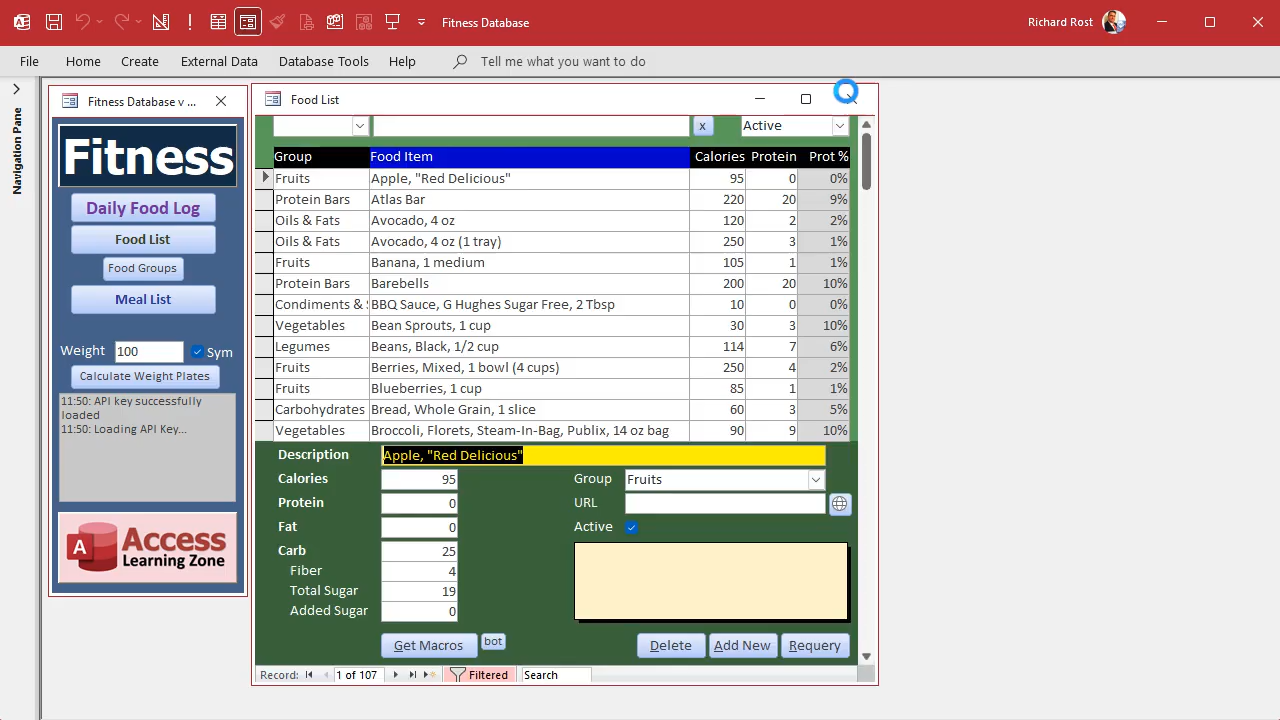 Fitness Database
Richard Rost
File Home Create External Data Database Tools Help Tell me what you want to do
Navigation Pane
Fitness Database v ...
Fitness
Daily Food Log
Food List
Food Groups
Meal List
Weight 100 Sym
Calculate Weight Plates
11:50: API key successfully
loaded
11:50: Loading API Key...
A Access
Learning Zone
Food List
x Active
Group Food Item Calories Protein Prot %
Fruits Apple, "Red Delicious" 95 0 0%
Protein Bars Atlas Bar 220 20 9%
Oils & Fats Avocado, 4 oz 120 2 2%
Oils & Fats Avocado, 4 oz (1 tray) 250 3 1%
Fruits Banana, 1 medium 105 1 1%
Protein Bars Barebells 200 20 10%
Condiments & BBQ Sauce, G Hughes Sugar Free, 2 Tbsp 10 0 0%
Vegetables Bean Sprouts, 1 cup 30 3 10%
Legumes Beans, Black, 1/2 cup 114 7 6%
Fruits Berries, Mixed, 1 bowl (4 cups) 250 4 2%
Fruits Blueberries, 1 cup 85 1 1%
Carbohydrates Bread, Whole Grain, 1 slice 60 3 5%
Vegetables Broccoli, Florets, Steam-In-Bag, Publix, 14 oz bag 90 9 10%
Description Apple, "Red Delicious"
Calories 95 Group Fruits
Protein 0 URL
Fat 0 Active
Carb 25
Fiber 4
Total Sugar 19
Added Sugar 0
Get Macros bot Delete Add New Requery
Record: 1 of 107 Filtered Search